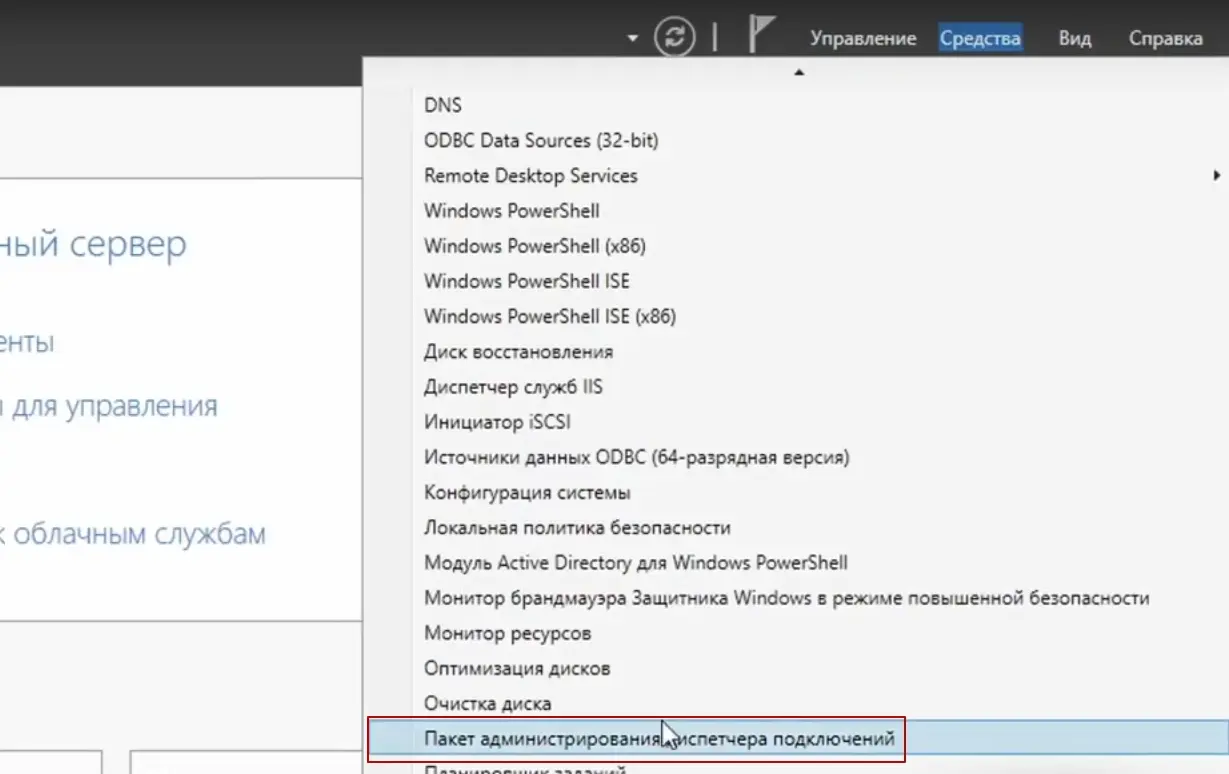 Управление Средства Вид Справка
DNS
ODBC Data Sources (32-bit)
Remote Desktop Services
Windows PowerShell
Windows PowerShell (x86)
Windows PowerShell ISE
Windows PowerShell ISE (x86)
Диск восстановления
Диспетчер служб IIS
Инициатор iSCSI
Источники данных ODBC (64-разрядная версия)
Конфигурация системы
Локальная политика безопасности
Модуль Active Directory для Windows PowerShell
Монитор брандмауэра Защитника Windows в режиме повышенной безопасности
Монитор ресурсов
Оптимизация дисков
Очистка диска
Пакет администрирования диспетчера подключений
Планировщик заданий
ный сервер
енты
для управления
к облачным службам